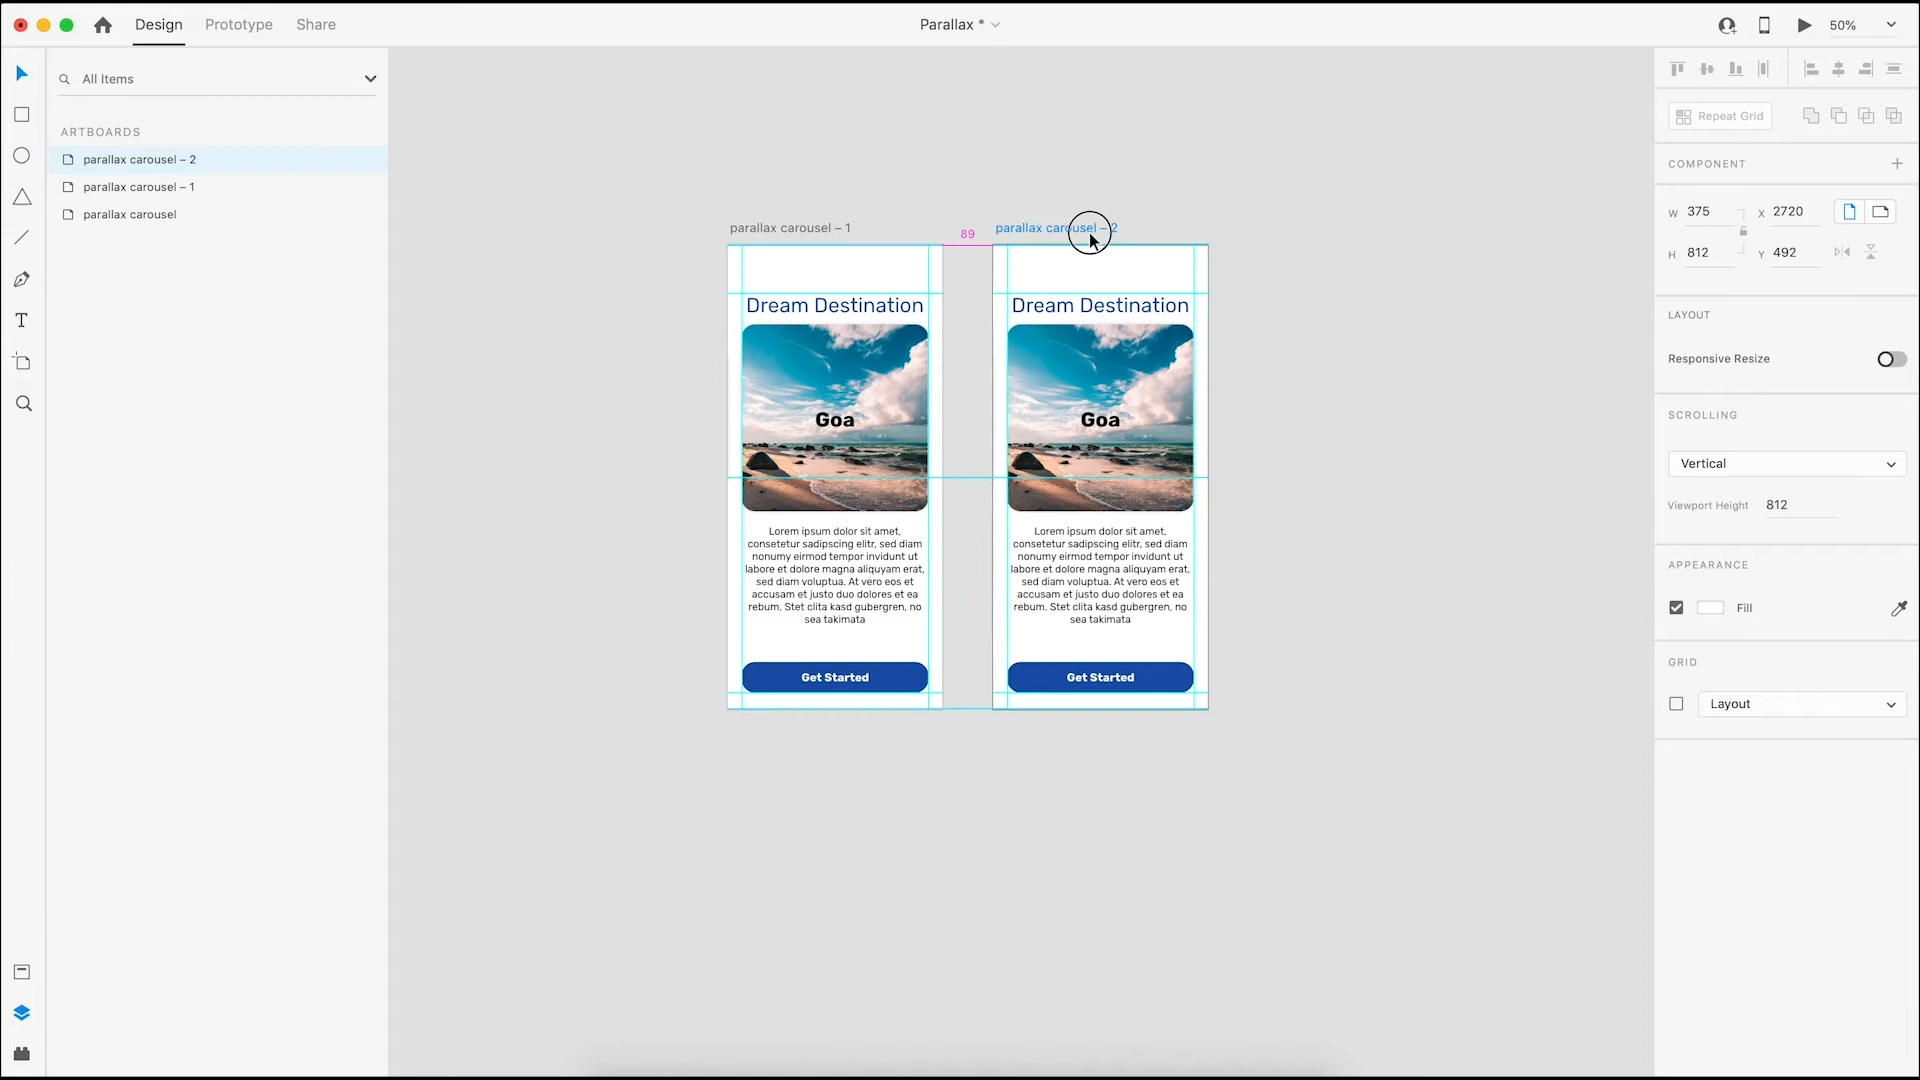 Design
Prototype
Share
Parallax *
50%
All Items
ARTBOARDS
parallax carousel – 2
parallax carousel – 1
parallax carousel
parallax carousel – 1
89
parallax carousel – 2
Dream Destination
Goa
Lorem ipsum dolor sit amet,
consetetur sadipscing elitr, sed diam
nonumy eirmod tempor invidunt ut
labore et dolore magna aliquyam erat,
sed diam voluptua. At vero eos et
accusam et justo duo dolores et ea
rebum. Stet clita kasd gubergren, no
sea takimata
Get Started
Dream Destination
Goa
Lorem ipsum dolor sit amet,
consetetur sadipscing elitr, sed diam
nonumy eirmod tempor invidunt ut
labore et dolore magna aliquyam erat,
sed diam voluptua. At vero eos et
accusam et justo duo dolores et ea
rebum. Stet clita kasd gubergren, no
sea takimata
Get Started
Repeat Grid
COMPONENT
W 375 X 2720
H 812 Y 492
LAYOUT
Responsive Resize
SCROLLING
Vertical
Viewport Height 812
APPEARANCE
Fill
GRID
Layout